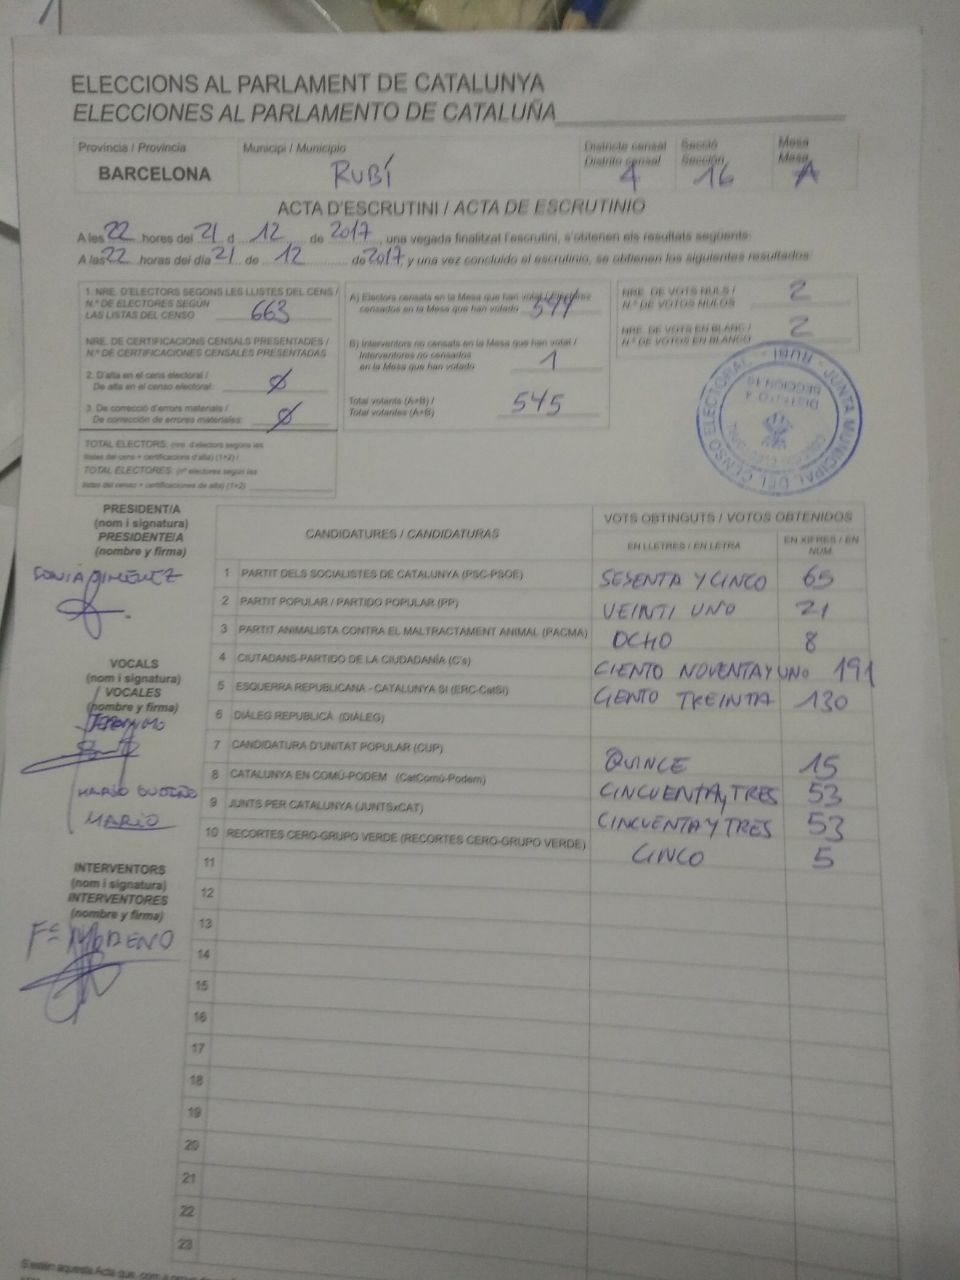 ELECCIONS AL PARLAMENT DE CATALUNYA
ELECCIONES AL PARLAMENTO DE CATALUÑA
Província / Provincia
BARCELONA
Municipi / Municipio
RUBÍ
Districte censal
Distrito censal
4
Secció
Sección
16
Mesa
Mesa
A
ACTA D'ESCRUTINI / ACTA DE ESCRUTINIO
A les 22 hores del 21 d 12 de 2017, una vegada finalitzat l'escrutini, s'obtenen els resultats següents:
A las 22 horas del día 21 de 12 de 2017, y una vez concluido el escrutinio, se obtienen los siguientes resultados
1. NRE. D'ELECTORS SEGONS LES LLISTES DEL CENS /
N.º DE ELECTORES SEGÚN
LAS LISTAS DEL CENSO 663
NRE. DE CERTIFICACIONS CENSALS PRESENTADES /
N.º DE CERTIFICACIONES CENSALES PRESENTADAS
2. D'alta en el cens electoral /
De alta en el censo electoral: Ø
3. De correcció d'errors materials /
De corrección de errores materiales: Ø
TOTAL ELECTORS: (nre. d'electors segons les
llistes del cens + certificacions d'alta) (1+2) /
TOTAL ELECTORES: (nº electores según las
listas del censo + certificaciones de alta) (1+2)
A) Electors censats en la Mesa que han votat / Electores
censados en la Mesa que han votado 544
B) Interventors no censats en la Mesa que han votat /
Interventores no censados
en la Mesa que han votado 1
Total votants (A+B) /
Total votantes (A+B) 545
NRE. DE VOTS NULS /
N.º DE VOTOS NULOS 2
NRE. DE VOTS EN BLANC /
N.º DE VOTOS EN BLANCO 2
JUNTA MUNICIPAL DEL CENSO ELECTORAL - RUBI -
DISTRITO 4
SECCION 16
PRESIDENT/A
(nom i signatura)
PRESIDENTE/A
(nombre y firma)
SONIA GIMENEZ
VOCALS
(nom i signatura)
VOCALES
(nombre y firma)
JERONIMO
MARIO
INTERVENTORS
(nom i signatura)
INTERVENTORES
(nombre y firma)
Fº MORENO
CANDIDATURES / CANDIDATURAS
VOTS OBTINGUTS / VOTOS OBTENIDOS
EN LLETRES / EN LETRA
EN XIFRES / EN NÚM.
1 PARTIT DELS SOCIALISTES DE CATALUNYA (PSC-PSOE) SESENTA Y CINCO 65
2 PARTIT POPULAR / PARTIDO POPULAR (PP) VEINTI UNO 21
3 PARTIT ANIMALISTA CONTRA EL MALTRACTAMENT ANIMAL (PACMA) OCHO 8
4 CIUTADANS-PARTIDO DE LA CIUDADANÍA (C's) CIENTO NOVENTA Y UNO 191
5 ESQUERRA REPUBLICANA - CATALUNYA SÍ (ERC-CatSí) CIENTO TREINTA 130
6 DIÀLEG REPUBLICÀ (DIÀLEG)
7 CANDIDATURA D'UNITAT POPULAR (CUP) QUINCE 15
8 CATALUNYA EN COMÚ-PODEM (CatComú-Podem) CINCUENTA Y TRES 53
9 JUNTS PER CATALUNYA (JUNTSxCAT) CINCUENTA Y TRES 53
10 RECORTES CERO-GRUPO VERDE (RECORTES CERO-GRUPO VERDE) CINCO 5
11
12
13
14
15
16
17
18
19
20
21
22
23
S'estén aquesta Acta que, com a